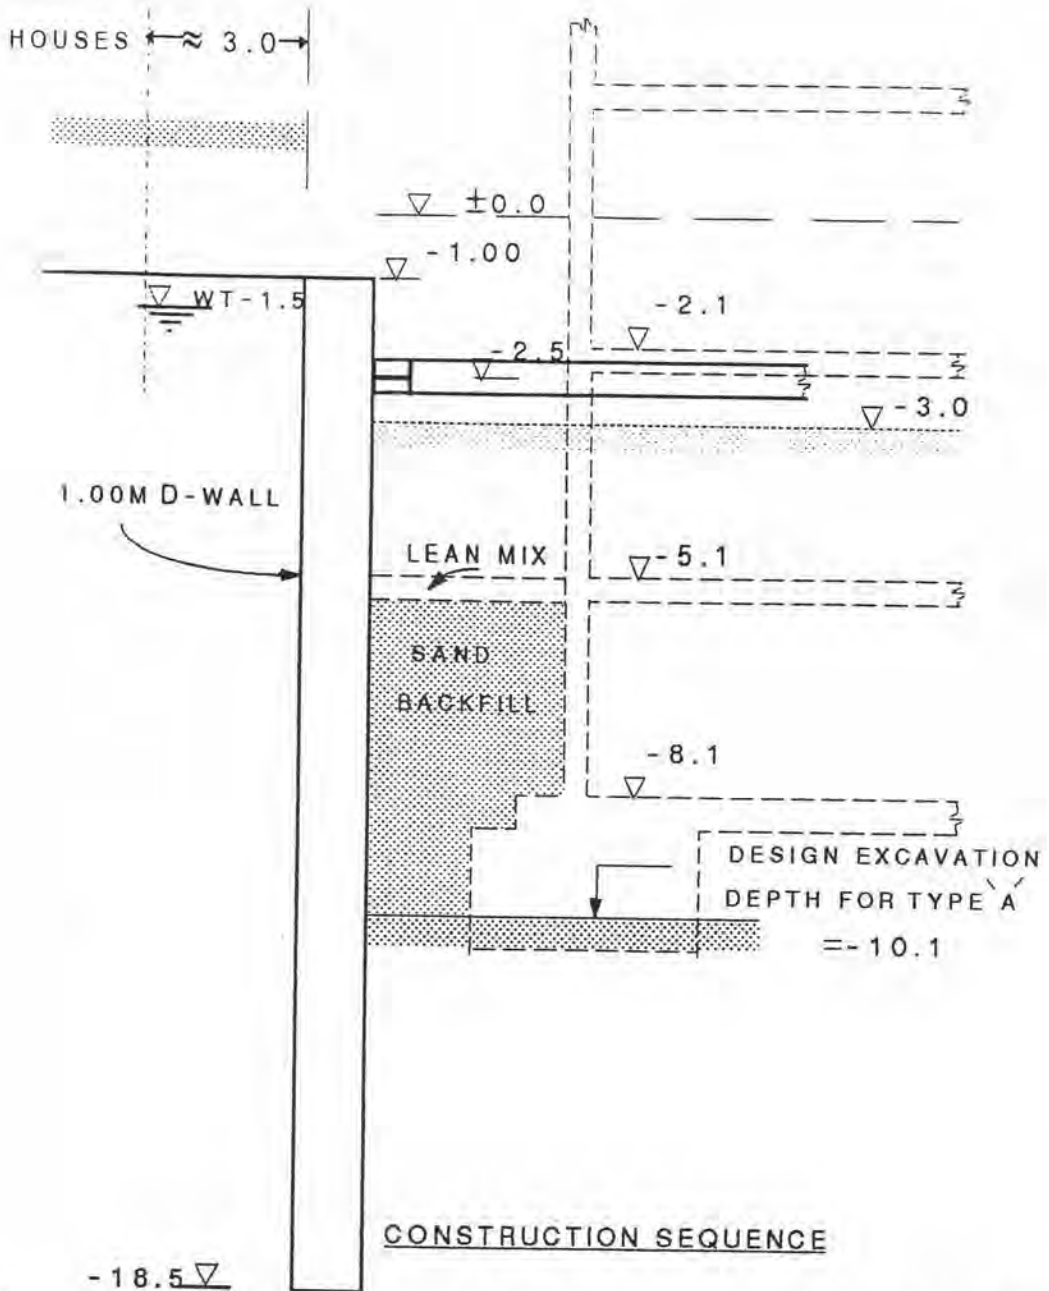 HOUSES ≈ 3.0
±0.0
-1.00
WT-1.5
-2.1
-2.5
-3.0
1.00M D-WALL
LEAN MIX
-5.1
SAND
BACKFILL
-8.1
DESIGN EXCAVATION
DEPTH FOR TYPE 'A'
=-10.1
CONSTRUCTION SEQUENCE
-18.5